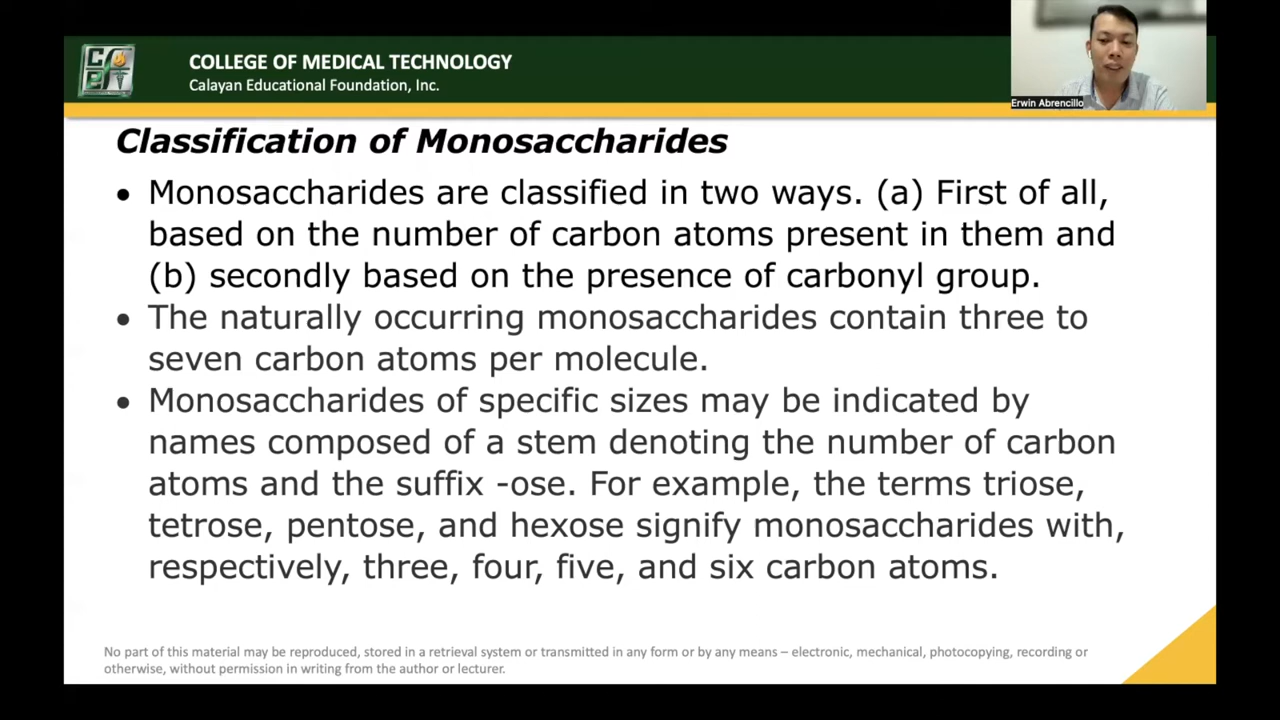 COLLEGE OF MEDICAL TECHNOLOGY
Calayan Educational Foundation, Inc.
Erwin Abrencillo
Classification of Monosaccharides
• Monosaccharides are classified in two ways. (a) First of all,
based on the number of carbon atoms present in them and
(b) secondly based on the presence of carbonyl group.
• The naturally occurring monosaccharides contain three to
seven carbon atoms per molecule.
• Monosaccharides of specific sizes may be indicated by
names composed of a stem denoting the number of carbon
atoms and the suffix -ose. For example, the terms triose,
tetrose, pentose, and hexose signify monosaccharides with,
respectively, three, four, five, and six carbon atoms.
No part of this material may be reproduced, stored in a retrieval system or transmitted in any form or by any means – electronic, mechanical, photocopying, recording or
otherwise, without permission in writing from the author or lecturer.